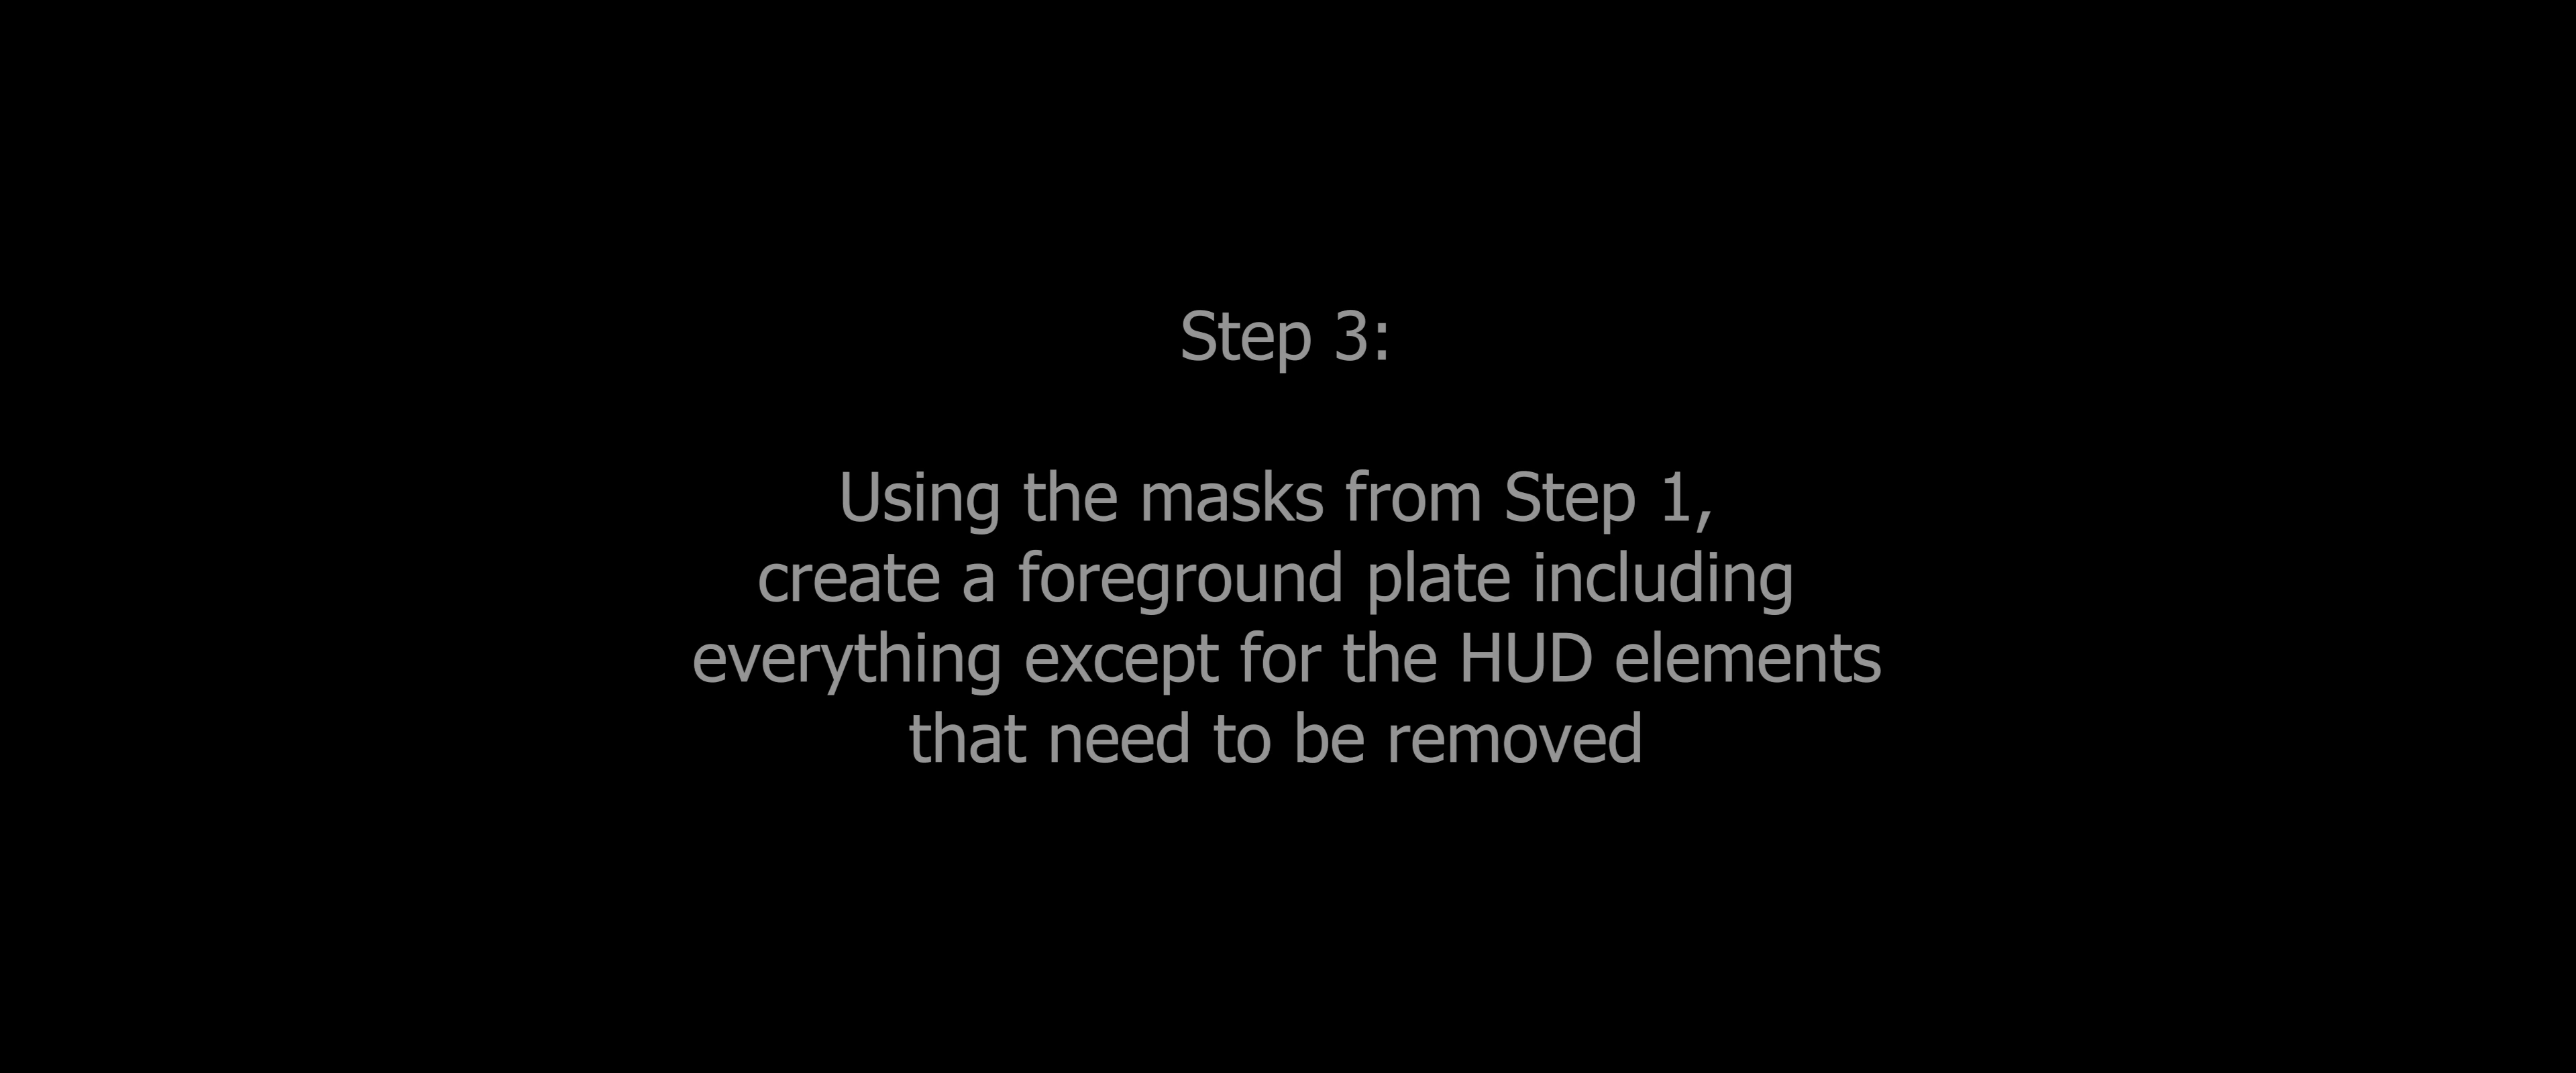 Step 3:
Using the masks from Step 1,
create a foreground plate including
everything except for the HUD elements
that need to be removed